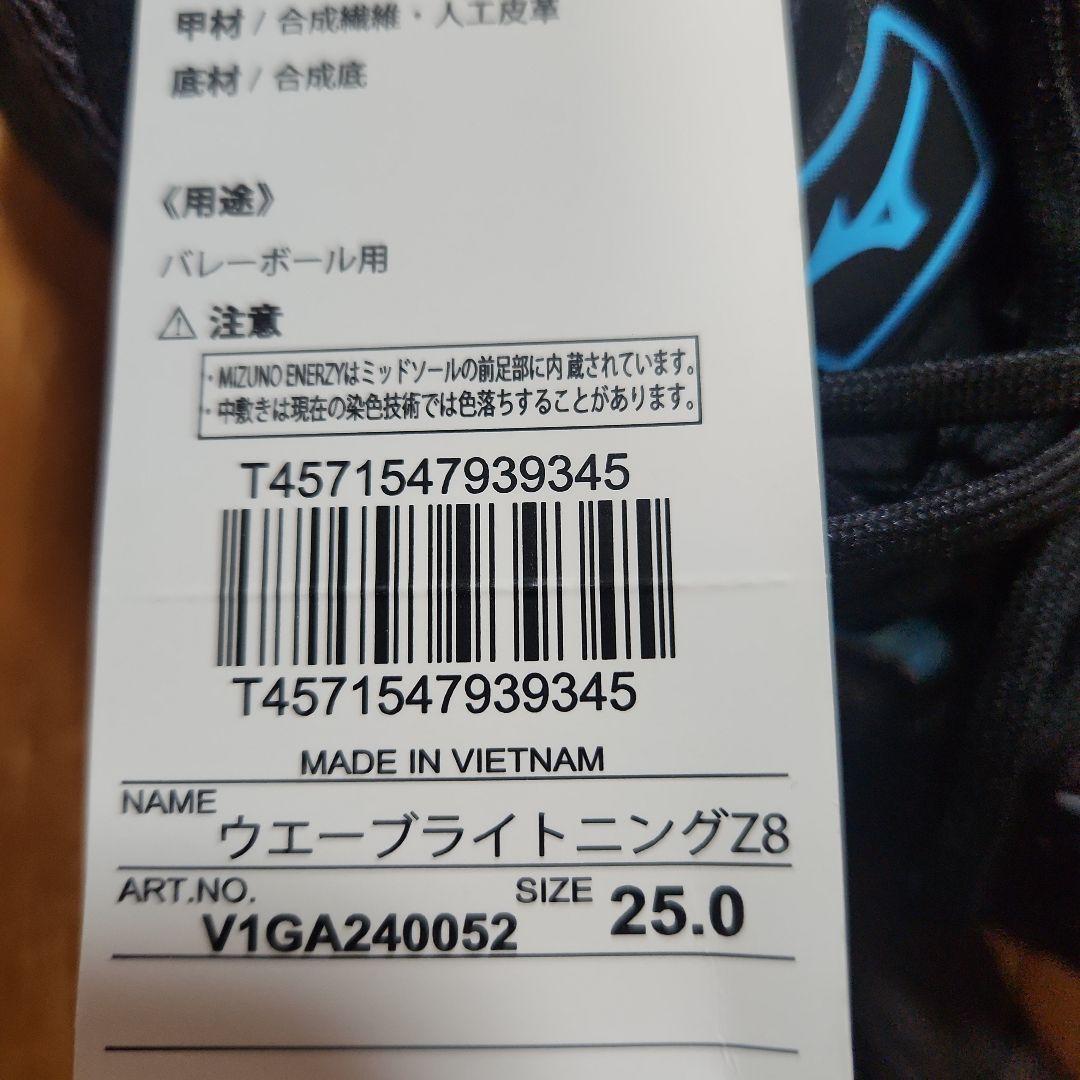 甲材 / 合成繊維・人工皮革
底材 / 合成底
《用途》
バレーボール用
⚠ 注意
・MIZUNO ENERZYはミッドソールの前足部に内蔵されています。
・中敷きは現在の染色技術では色落ちすることがあります。
T4571547939345
T4571547939345
MADE IN VIETNAM
NAME
ウエーブライトニングZ8
ART.NO.
V1GA240052
SIZE
25.0